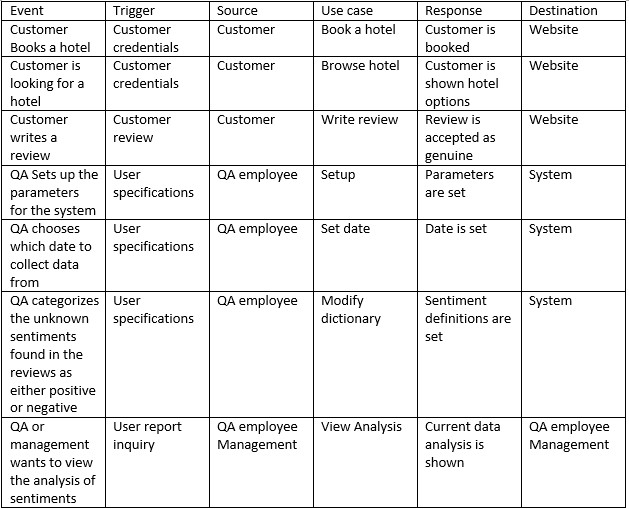 Event Trigger Source Use case Response Destination
Customer Customer Customer Book a hotel Customer is Website
Books a hotel credentials booked
Customer is Customer Customer Browse hotel Customer is Website
looking for a credentials shown hotel
hotel options
Customer Customer Customer Write review Review is Website
writes a review accepted as
review genuine
QA Sets up the User QA employee Setup Parameters System
parameters specifications are set
for the system
QA chooses User QA employee Set date Date is set System
which date to specifications
collect data
from
QA categorizes User QA employee Modify Sentiment System
the unknown specifications dictionary definitions are
sentiments set
found in the
reviews as
either positive
or negative
QA or User report QA employee View Analysis Current data QA employee
management inquiry Management analysis is Management
wants to view shown
the analysis of
sentiments